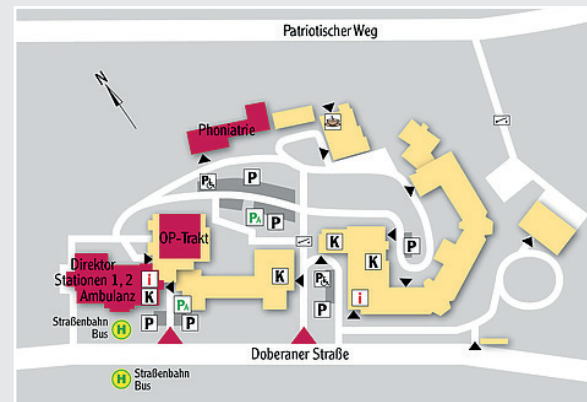 Patriotischer Weg
N
Phoniatrie
P
P
PA
P
OP-Trakt
K
K
K
P
Direktor
Stationen 1, 2
Ambulanz
i
K
PA
P
P
P
P
i
Straßenbahn
Bus
H
Doberaner Straße
H
Straßenbahn
Bus